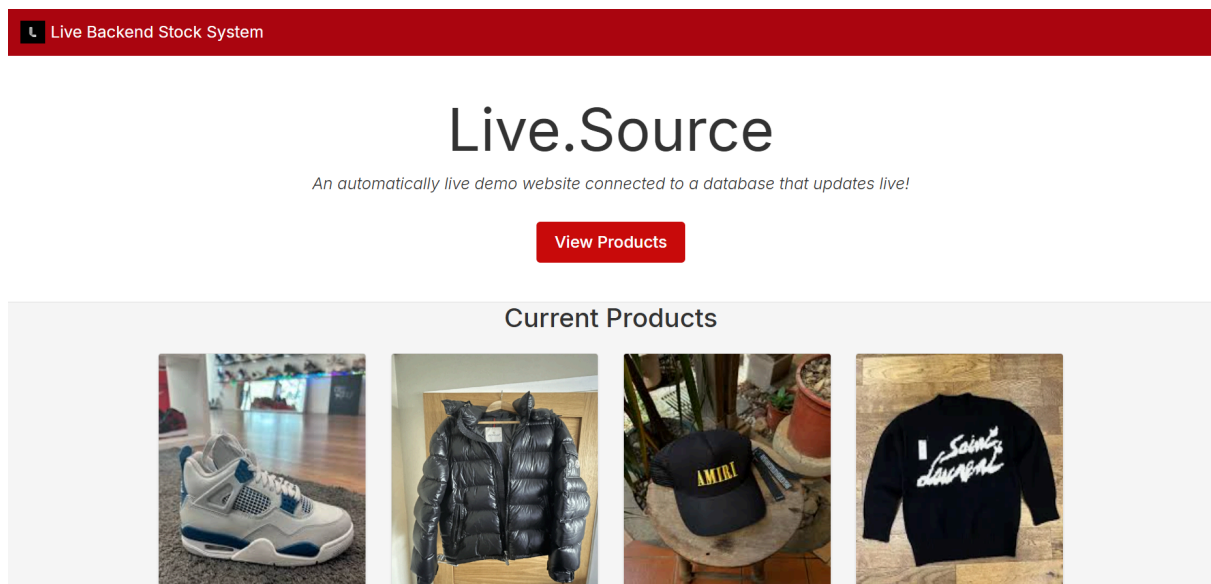 Live Backend Stock System
Live.Source
An automatically live demo website connected to a database that updates live!
View Products
Current Products
AMIRI
Saint
Laurent